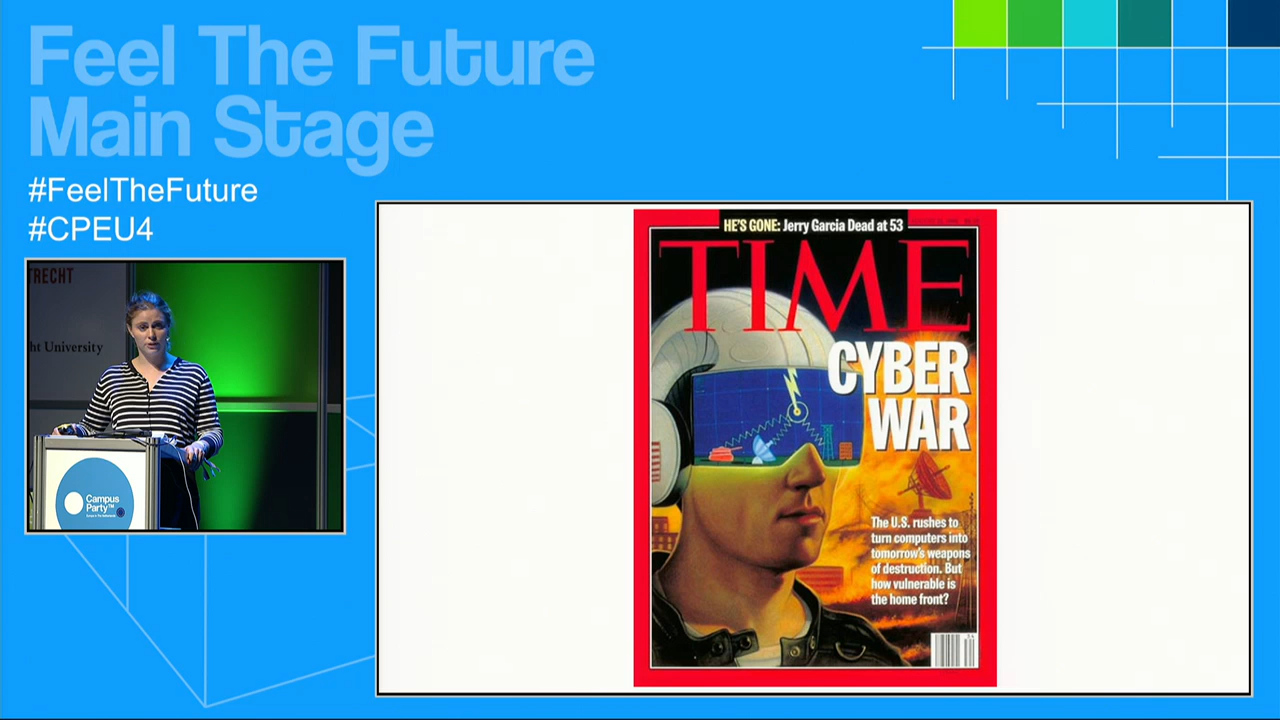 Feel The Future
Main Stage
#FeelTheFuture
#CPEU4
TRECHT
ht University
Campus
Party™
HE'S GONE: Jerry Garcia Dead at 53
TIME
CYBER
WAR
The U.S. rushes to
turn computers into
tomorrow's weapons
of destruction. But
how vulnerable is
the home front?